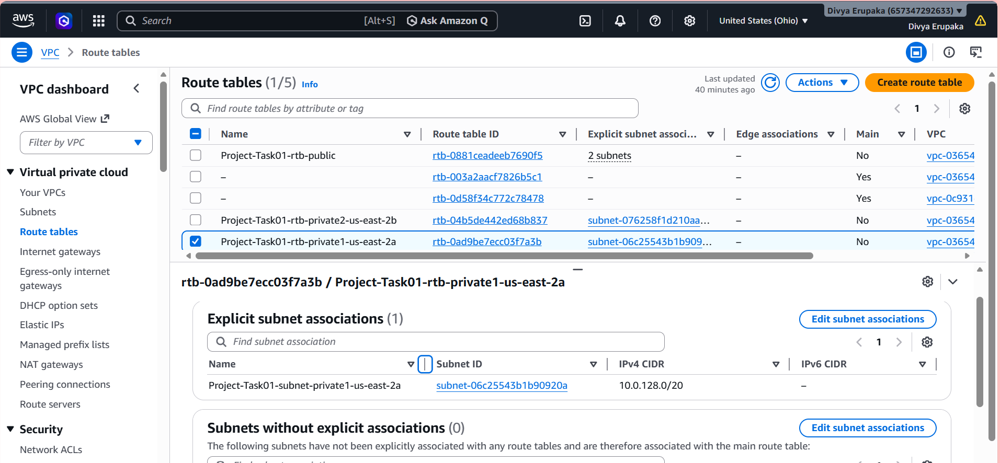 aws
Search [Alt+S] Ask Amazon Q
United States (Ohio) ▼
Divya Erupaka (657347292633) ▼
Divya Erupaka
VPC > Route tables
VPC dashboard
AWS Global View
Filter by VPC
Virtual private cloud
Your VPCs
Subnets
Route tables
Internet gateways
Egress-only internet
gateways
DHCP option sets
Elastic IPs
Managed prefix lists
NAT gateways
Peering connections
Route servers
Security
Network ACLs
Route tables (1/5) Info
Last updated
40 minutes ago
Actions
Create route table
Find route tables by attribute or tag
1
Name Route table ID Explicit subnet associ... Edge associations Main VPC
Project-Task01-rtb-public rtb-0881ceadeeb7690f5 2 subnets – No vpc-03654
– rtb-003a2aacf7826b5c1 – – Yes vpc-03654
– rtb-0d58f34c772c78478 – – Yes vpc-0c931
Project-Task01-rtb-private2-us-east-2b rtb-04b5de442ed68b837 subnet-076258f1d210aa... – No vpc-03654
Project-Task01-rtb-private1-us-east-2a rtb-0ad9be7ecc03f7a3b subnet-06c25543b1b909... – No vpc-03654
rtb-0ad9be7ecc03f7a3b / Project-Task01-rtb-private1-us-east-2a
Explicit subnet associations (1)
Edit subnet associations
Find subnet association
1
Name Subnet ID IPv4 CIDR IPv6 CIDR
Project-Task01-subnet-private1-us-east-2a subnet-06c25543b1b90920a 10.0.128.0/20 –
Subnets without explicit associations (0)
Edit subnet associations
The following subnets have not been explicitly associated with any route tables and are therefore associated with the main route table: